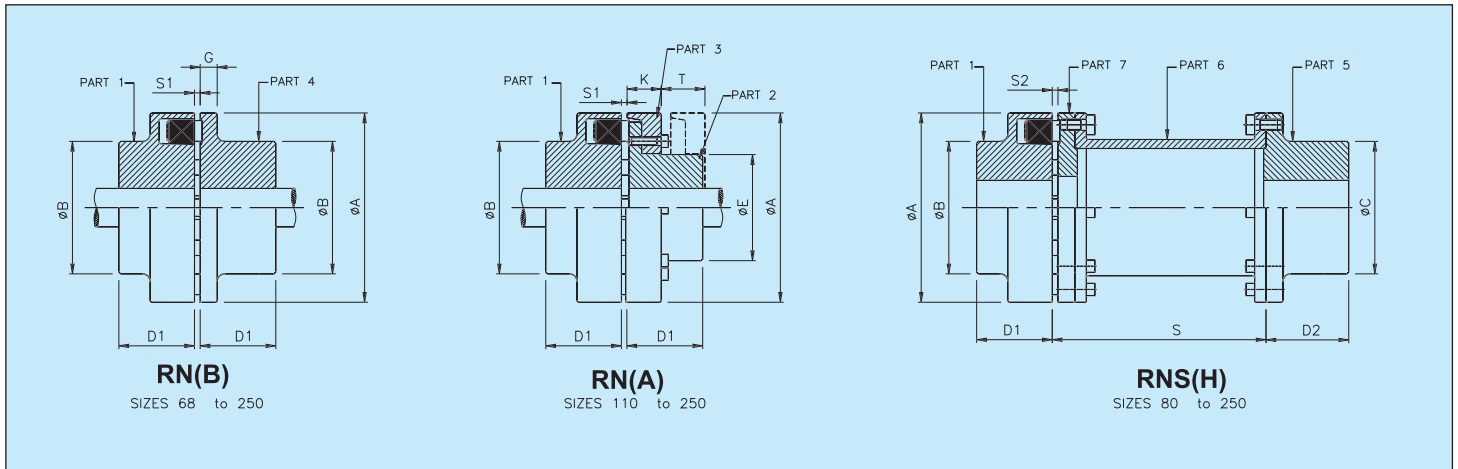 G
S1
PART 1
PART 4
ØB
ØB
ØA
D1
D1
RN(B)
SIZES 68 to 250
PART 3
K
T
S1
PART 1
PART 2
ØB
ØE
ØA
D1
D1
RN(A)
SIZES 110 to 250
PART 1
S2
PART 7
PART 6
PART 5
ØA
ØB
ØC
D1
S
D2
RNS(H)
SIZES 80 to 250